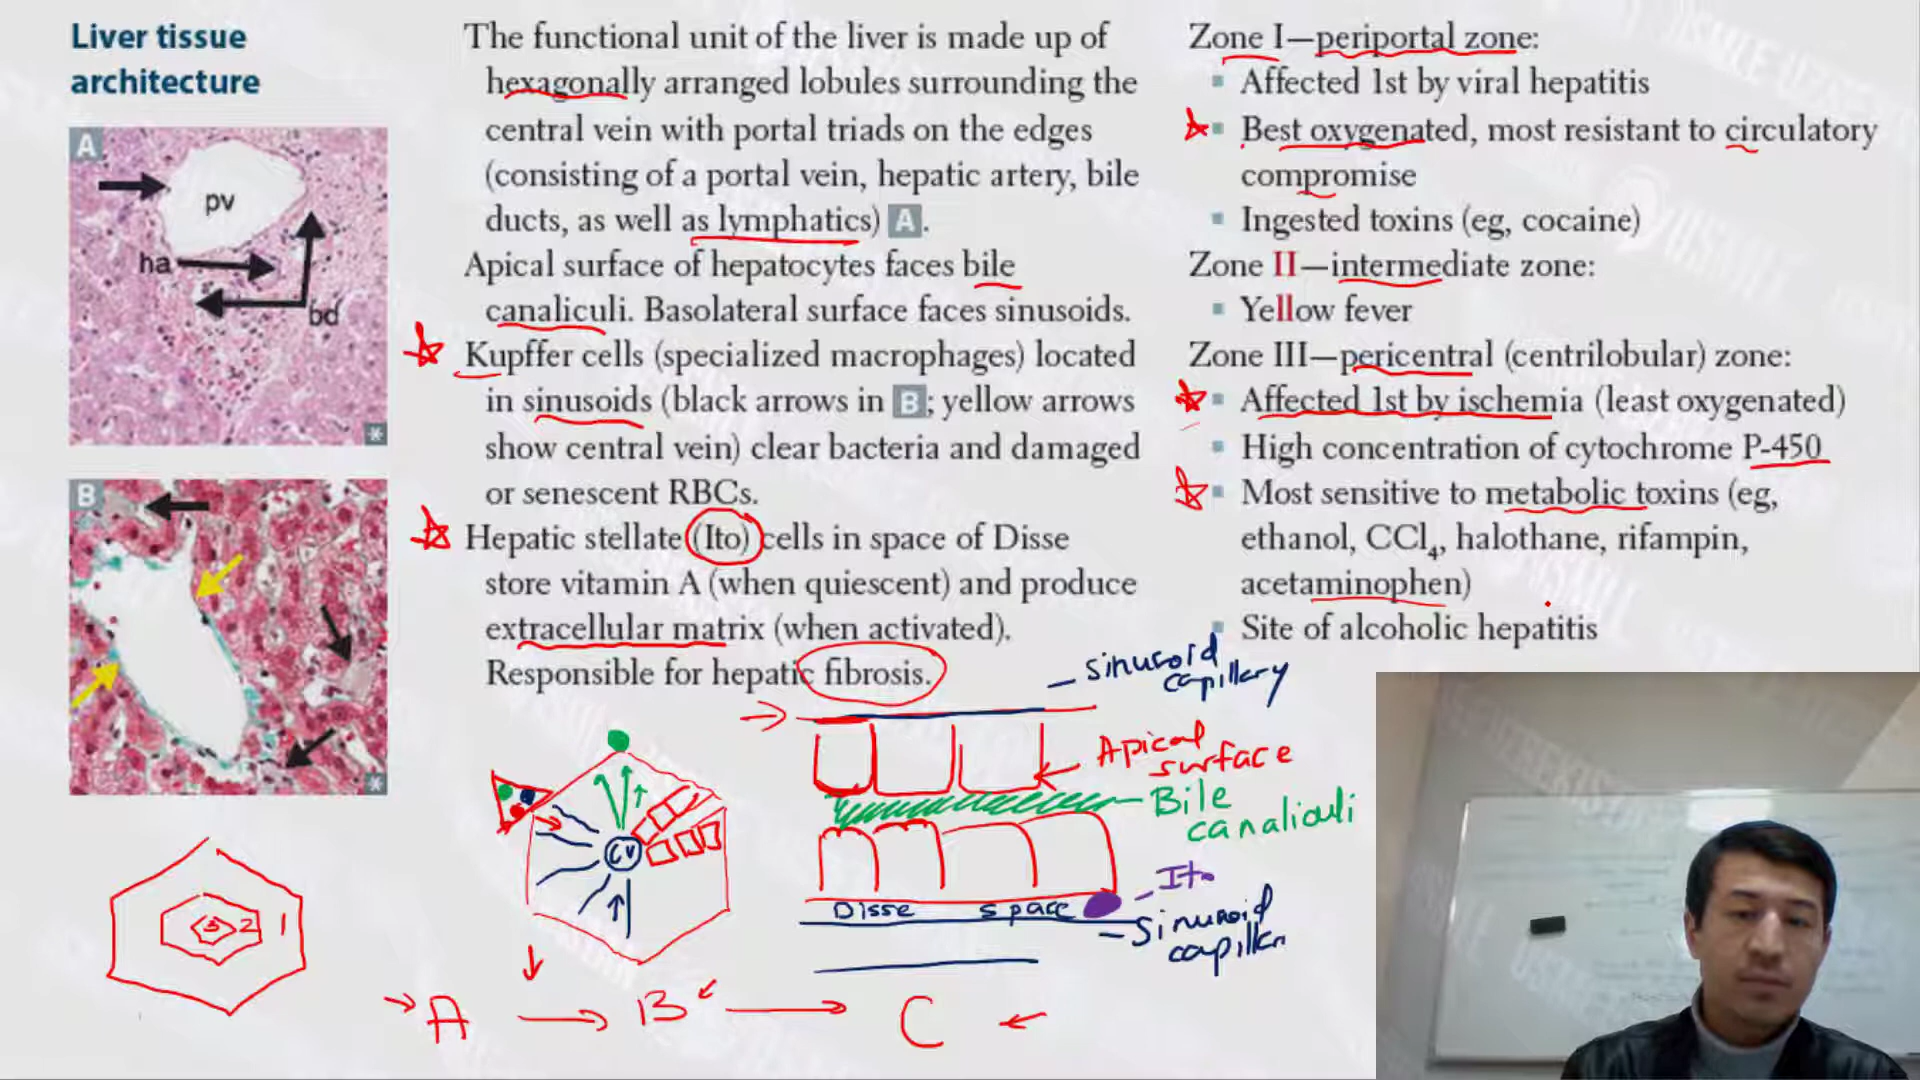 Liver tissue
architecture
A
pv
ha
bd
B
The functional unit of the liver is made up of
hexagonally arranged lobules surrounding the
central vein with portal triads on the edges
(consisting of a portal vein, hepatic artery, bile
ducts, as well as lymphatics) A.
Apical surface of hepatocytes faces bile
canaliculi. Basolateral surface faces sinusoids.
Kupffer cells (specialized macrophages) located
in sinusoids (black arrows in B; yellow arrows
show central vein) clear bacteria and damaged
or senescent RBCs.
Hepatic stellate (Ito) cells in space of Disse
store vitamin A (when quiescent) and produce
extracellular matrix (when activated).
Responsible for hepatic fibrosis.
Zone I—periportal zone:
Affected 1st by viral hepatitis
Best oxygenated, most resistant to circulatory
compromise
Ingested toxins (eg, cocaine)
Zone II—intermediate zone:
Yellow fever
Zone III—pericentral (centrilobular) zone:
Affected 1st by ischemia (least oxygenated)
High concentration of cytochrome P-450
Most sensitive to metabolic toxins (eg,
ethanol, CCl4, halothane, rifampin,
acetaminophen)
Site of alcoholic hepatitis
sinusoid
capillary
Apical
surface
Bile
canaliculi
Ito
Disse space
Sinusoid
capillar
CV
3 2 1
A B C